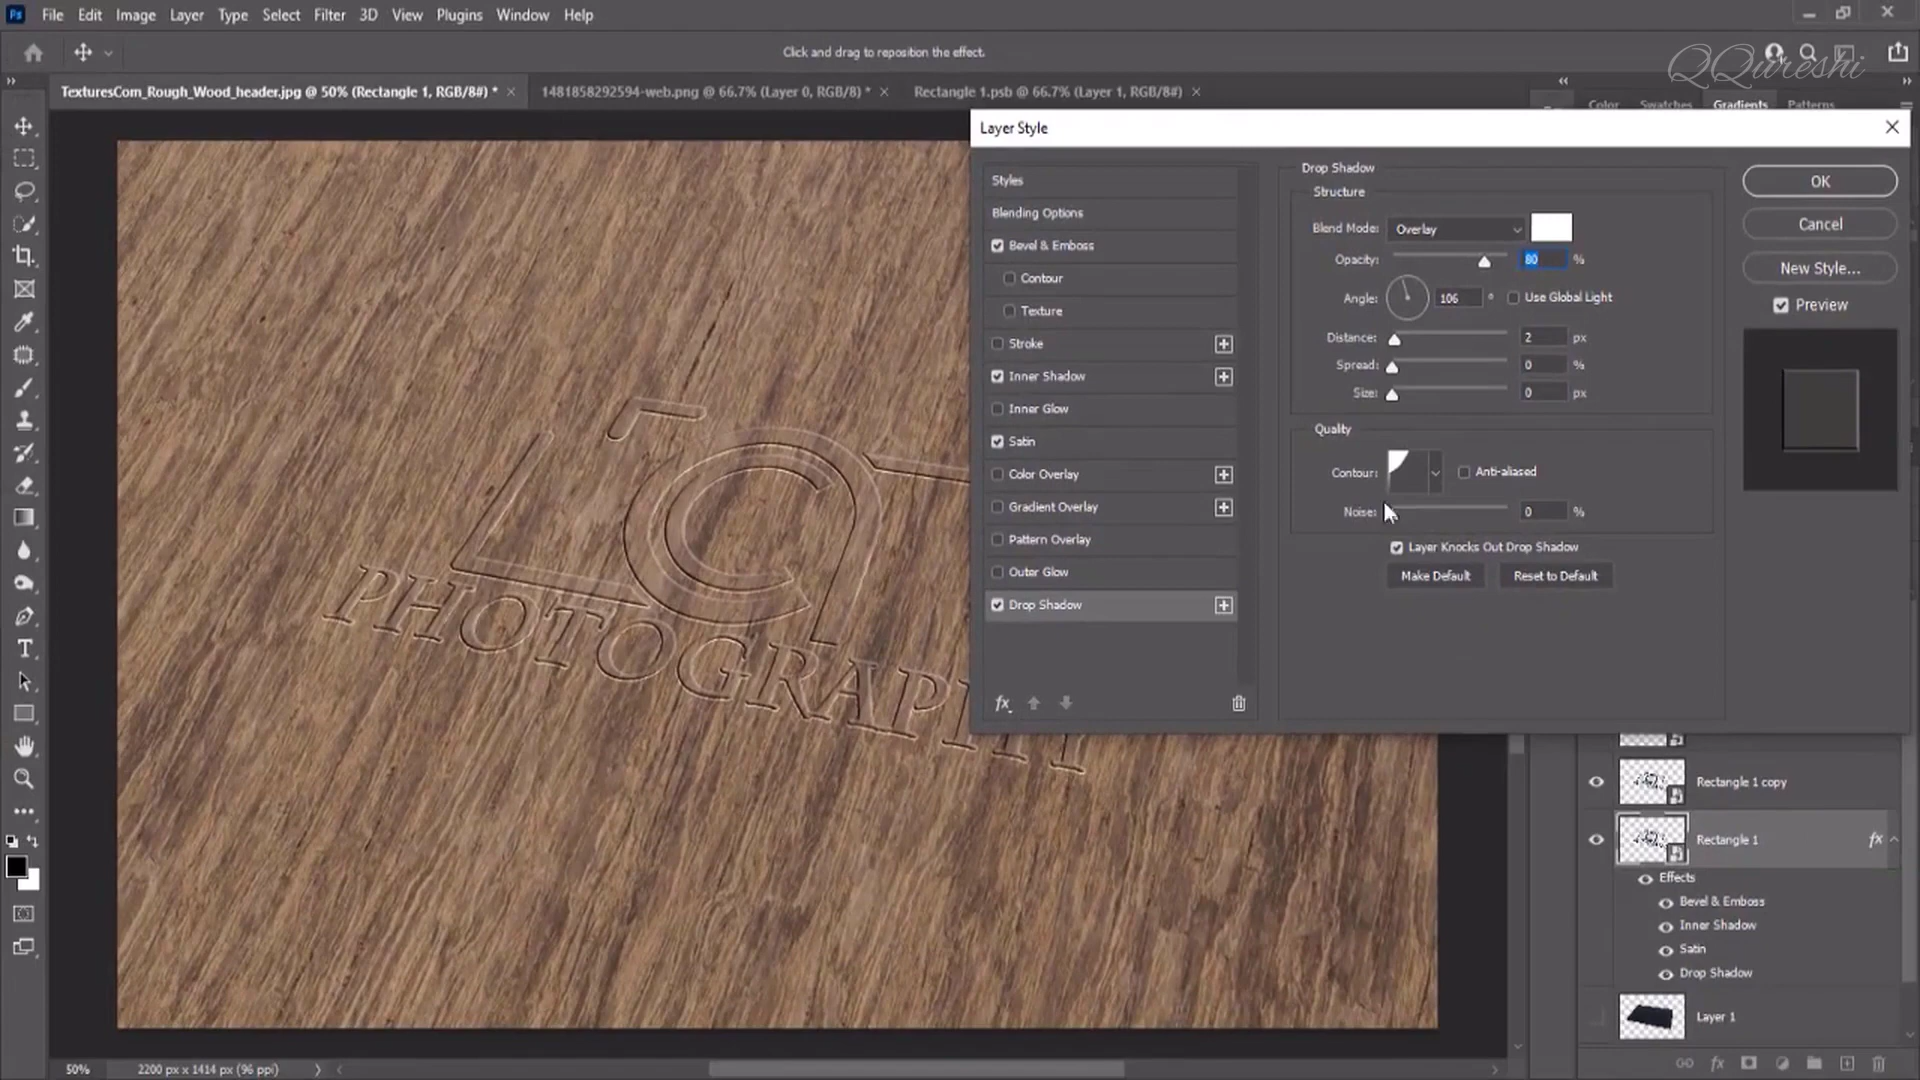 Ps File Edit Image Layer Type Select Filter 3D View Plugins Window Help
Click and drag to reposition the effect.
QQureshi
TexturesCom_Rough_Wood_header.jpg @ 50% (Rectangle 1, RGB/8#) *
1481858292594-web.png @ 66.7% (Layer 0, RGB/8) *
Rectangle 1.psb @ 66.7% (Layer 1, RGB/8#)
Color Swatches Gradients Patterns
Layer Style
Styles
Blending Options
Bevel & Emboss
Contour
Texture
Stroke
Inner Shadow
Inner Glow
Satin
Color Overlay
Gradient Overlay
Pattern Overlay
Outer Glow
Drop Shadow
fx
Drop Shadow
Structure
Blend Mode: Overlay
Opacity: 80 %
Angle: 106 ° Use Global Light
Distance: 2 px
Spread: 0 %
Size: 0 px
Quality
Contour: Anti-aliased
Noise: 0 %
Layer Knocks Out Drop Shadow
Make Default Reset to Default
OK
Cancel
New Style...
Preview
PHOTOGRAPHY
Rectangle 1 copy
Rectangle 1 fx
Effects
Bevel & Emboss
Inner Shadow
Satin
Drop Shadow
Layer 1
fx
50% 2200 px x 1414 px (96 ppi)